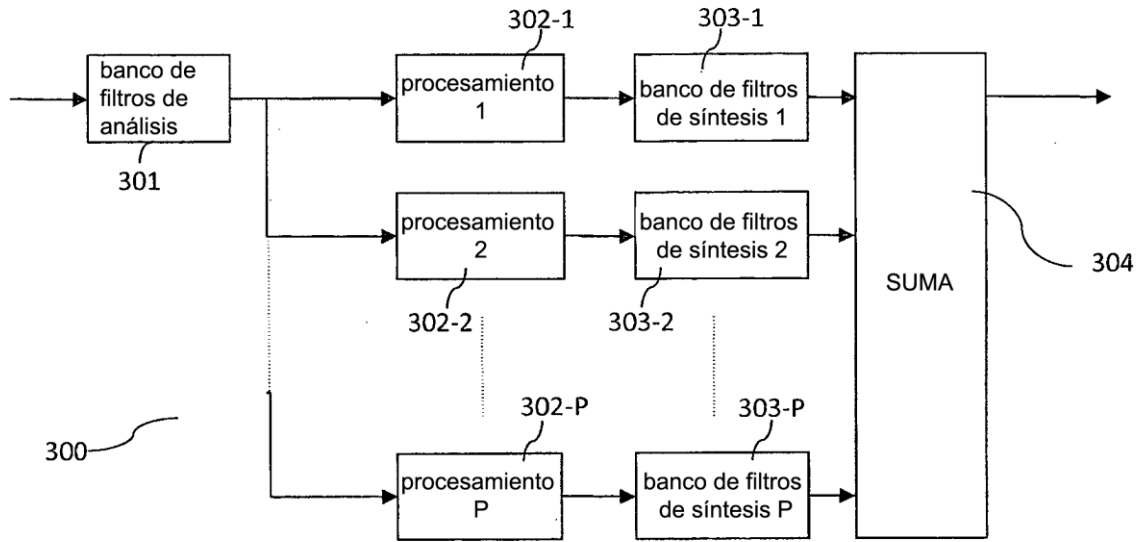 302-1
303-1
banco de
filtros de
análisis
301
procesamiento
1
banco de filtros
de síntesis 1
procesamiento
2
banco de filtros
de síntesis 2
302-2
303-2
SUMA
304
300
302-P
303-P
procesamiento
P
banco de filtros
de síntesis P